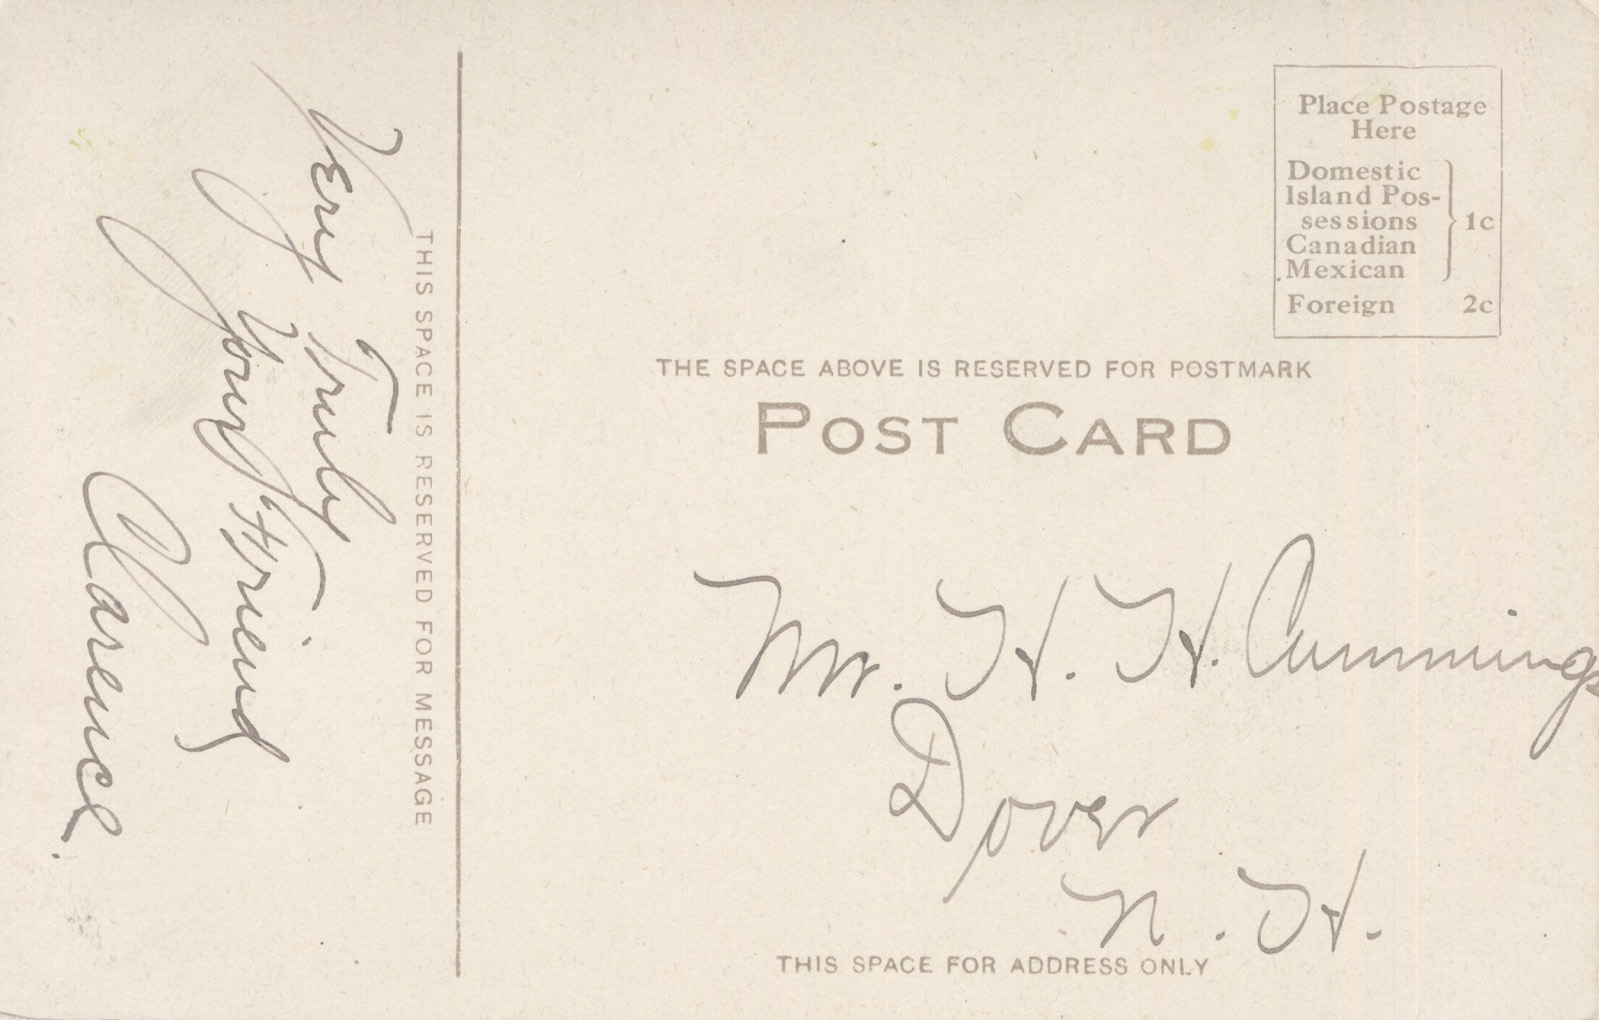 Very Truly
Your Friend
Clarence.
THIS SPACE IS RESERVED FOR MESSAGE
Place Postage
Here
Domestic
Island Pos-
sessions
Canadian
Mexican
1c
Foreign 2c
THE SPACE ABOVE IS RESERVED FOR POSTMARK
POST CARD
Mr. H. H. Cummings
Dover
N. H.
THIS SPACE FOR ADDRESS ONLY